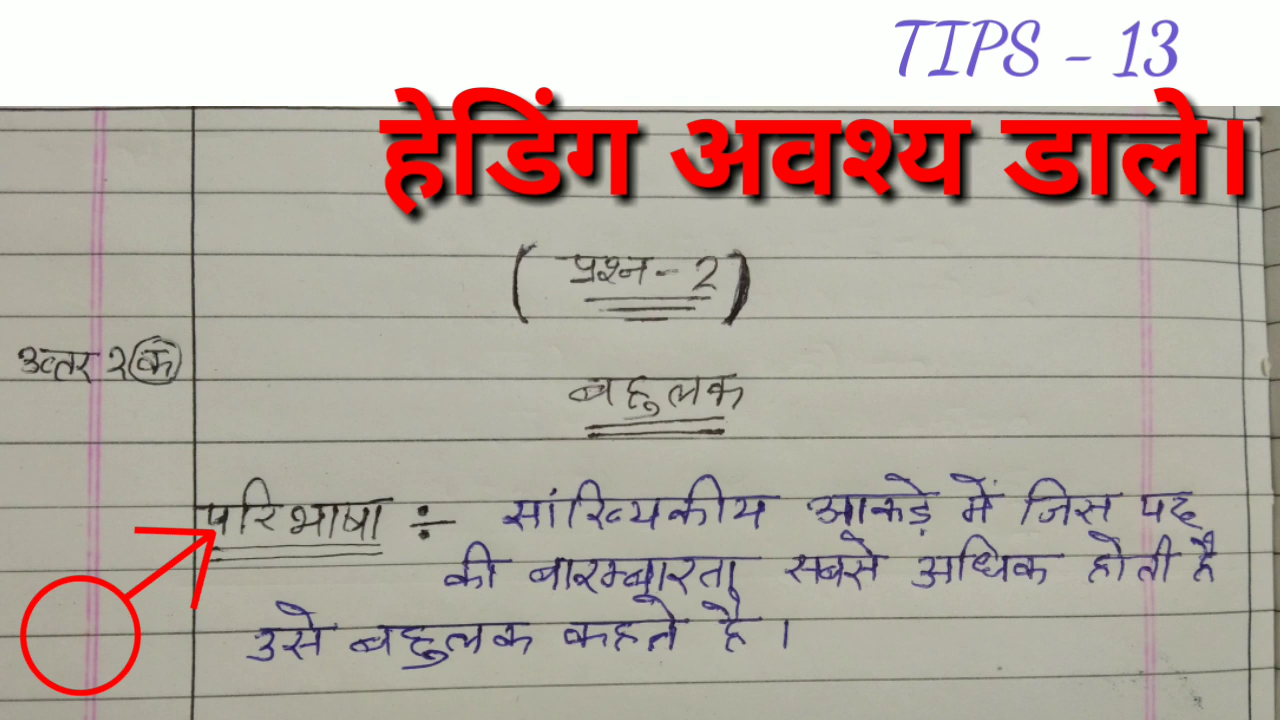 TIPS - 13
हेडिंग अवश्य डाले।
( प्रश्न - 2 )
उत्तर २(क)
बहुलक
परिभाषा ÷ सांख्यिकीय आकड़े में जिस पद
की बारम्बारता सबसे अधिक होती है
उसे बहुलक कहते है।